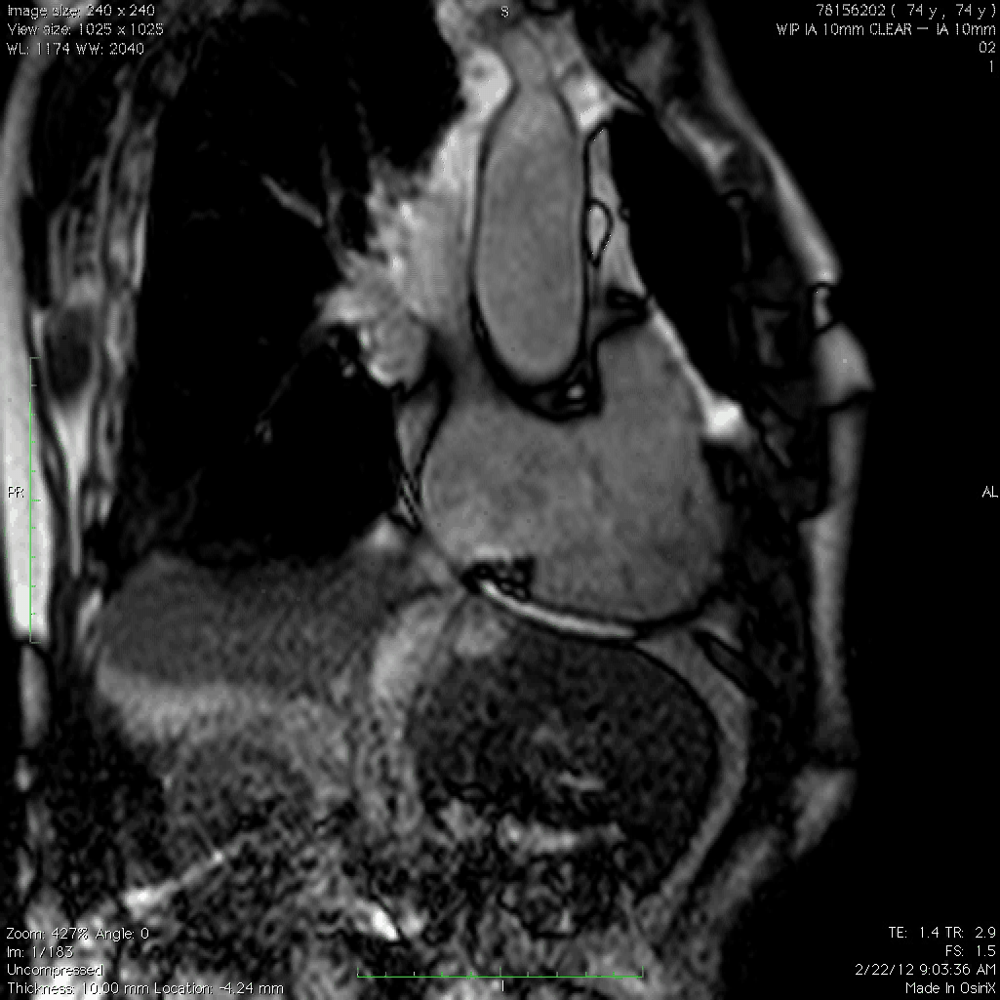 Image size: 240 x 240
View size: 1025 x 1025
WL: 1174 WW: 2040
S
78156202 ( 74 y , 74 y )
WIP IA 10mm CLEAR — IA 10mm
02
1
PR
AL
Zoom: 427% Angle: 0
Im: 1/183
Uncompressed
Thickness: 10.00 mm Location: -4.24 mm
I
TE: 1.4 TR: 2.9
FS: 1.5
2/22/12 9:03:36 AM
Made In OsiriX